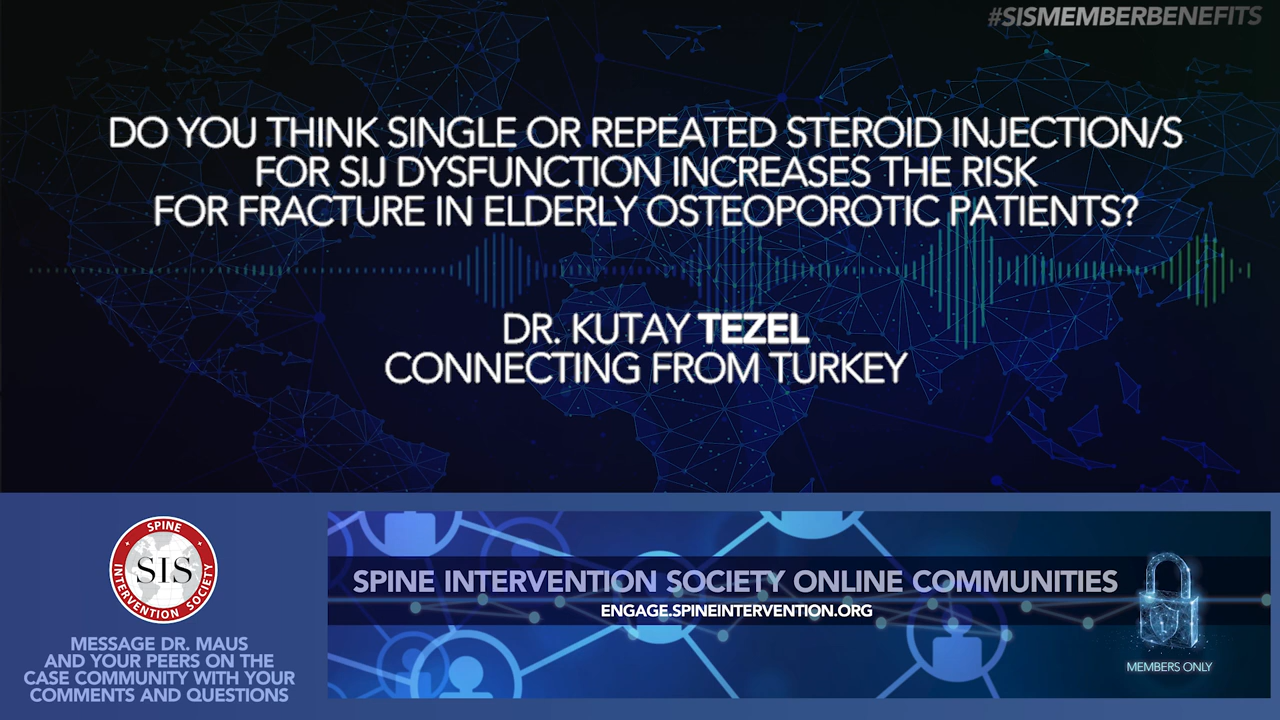 #SISMEMBERBENEFITS
DO YOU THINK SINGLE OR REPEATED STEROID INJECTION/S
FOR SIJ DYSFUNCTION INCREASES THE RISK
FOR FRACTURE IN ELDERLY OSTEOPOROTIC PATIENTS?
DR. KUTAY TEZEL
CONNECTING FROM TURKEY
SPINE
SIS
INTERVENTION SOCIETY
MESSAGE DR. MAUS
AND YOUR PEERS ON THE
CASE COMMUNITY WITH YOUR
COMMENTS AND QUESTIONS
SPINE INTERVENTION SOCIETY ONLINE COMMUNITIES
ENGAGE.SPINEINTERVENTION.ORG
MEMBERS ONLY